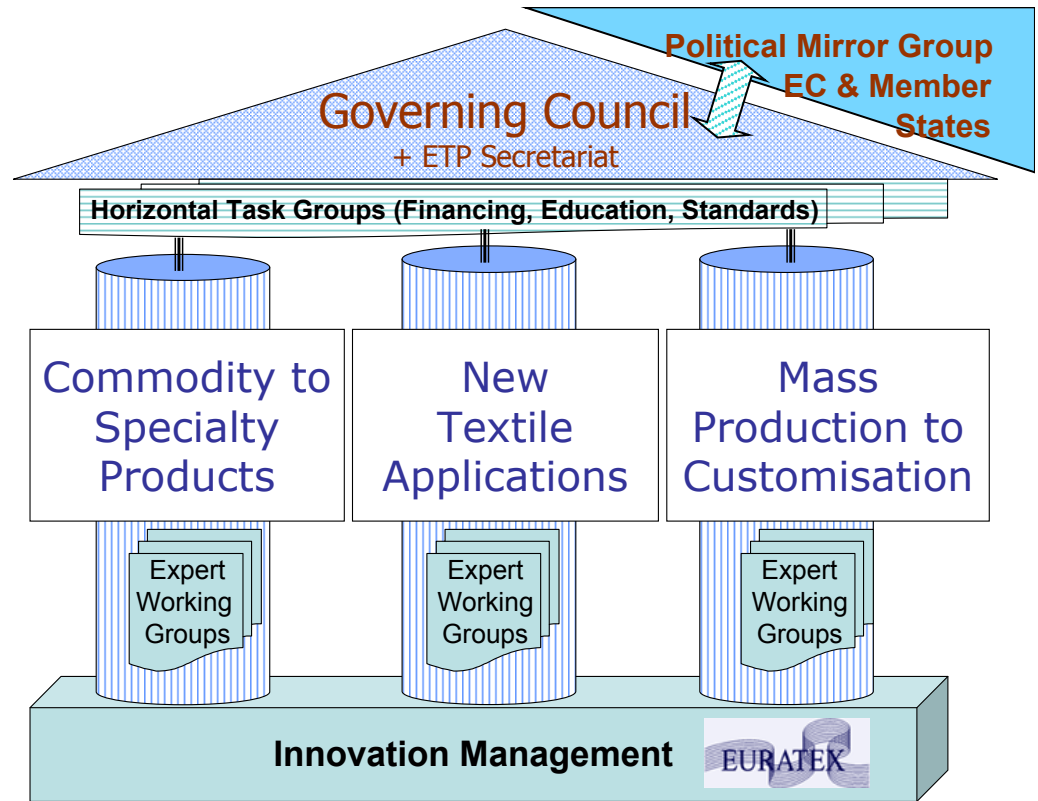 Political Mirror Group
EC & Member
States
Governing Council
+ ETP Secretariat
Horizontal Task Groups (Financing, Education, Standards)
Commodity to
Specialty
Products
New
Textile
Applications
Mass
Production to
Customisation
Expert
Working
Groups
Expert
Working
Groups
Expert
Working
Groups
Innovation Management
EURATEX